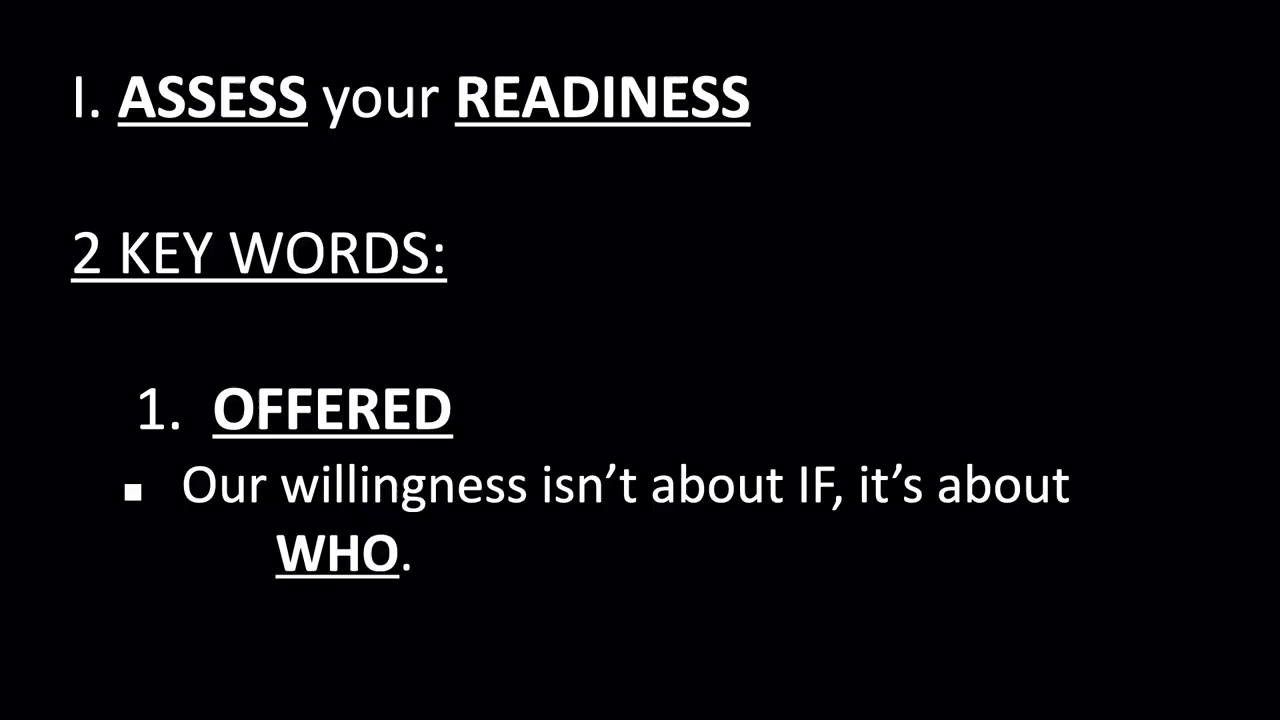 I. ASSESS your READINESS
2 KEY WORDS:
1. OFFERED
▪ Our willingness isn’t about IF, it’s about
WHO.